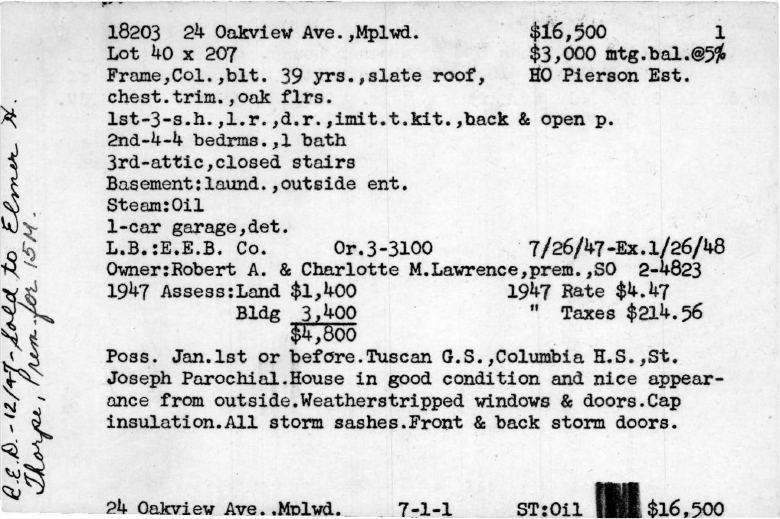 18203 24 Oakview Ave.,Mplwd. $16,500 1
Lot 40 x 207 $3,000 mtg.bal.@5%
Frame,Col.,blt. 39 yrs.,slate roof, HO Pierson Est.
chest.trim.,oak flrs.
1st-3-s.h.,l.r.,d.r.,imit.t.kit.,back & open p.
2nd-4-4 bedrms.,1 bath
3rd-attic,closed stairs
Basement:laund.,outside ent.
Steam:Oil
1-car garage,det.
L.B.:E.E.B. Co. Or.3-3100 7/26/47-Ex.1/26/48
Owner:Robert A. & Charlotte M.Lawrence,prem.,SO 2-4823
1947 Assess:Land $1,400 1947 Rate $4.47
Bldg 3,400 " Taxes $214.56
$4,800
Poss. Jan.1st or before.Tuscan G.S.,Columbia H.S.,St.
Joseph Parochial.House in good condition and nice appear-
ance from outside.Weatherstripped windows & doors.Cap
insulation.All storm sashes.Front & back storm doors.
24 Oakview Ave.,Mplwd. 7-1-1 ST:Oil $16,500
R.E.D.-12/47-Sold to Elmer H.
Thorpe, Prem. for 15M.